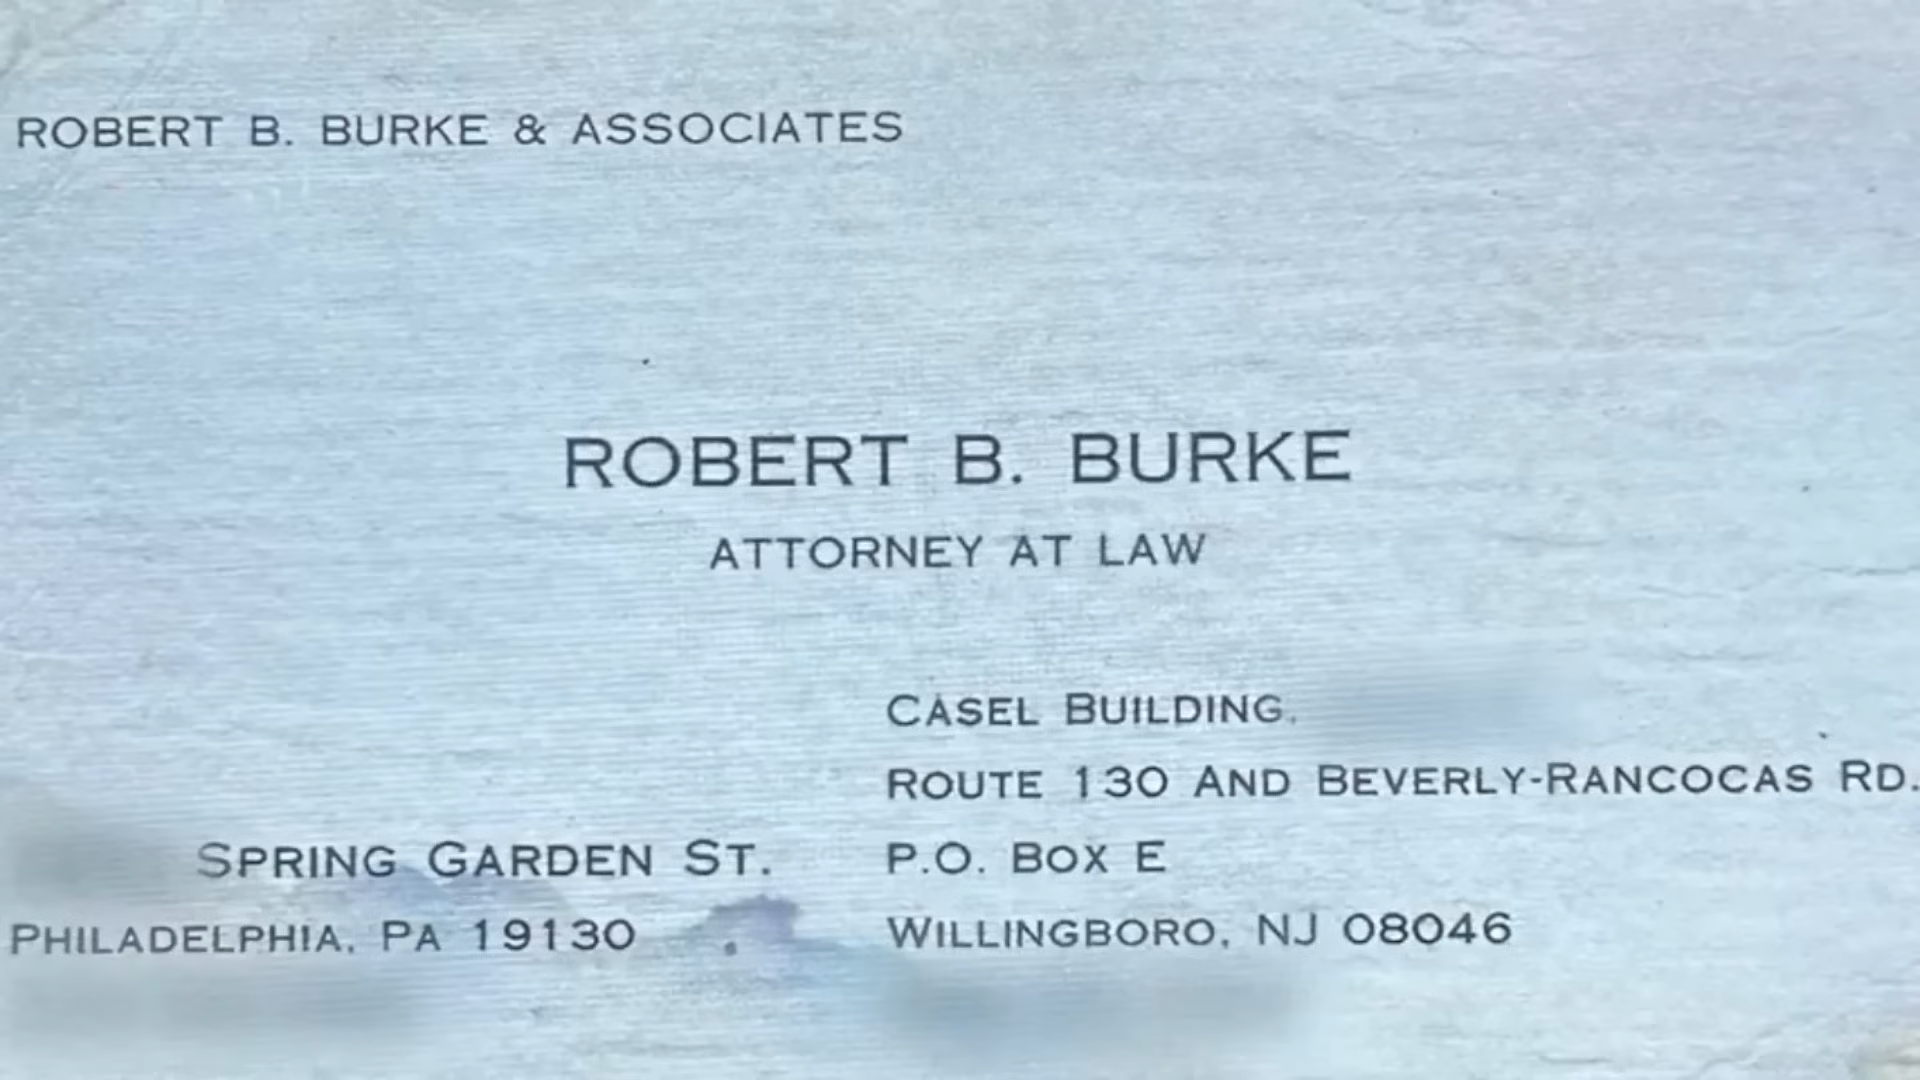 ROBERT B. BURKE & ASSOCIATES
ROBERT B. BURKE
ATTORNEY AT LAW
SPRING GARDEN ST.
PHILADELPHIA, PA 19130
CASEL BUILDING,
ROUTE 130 AND BEVERLY-RANCOCAS RD.
P.O. BOX E
WILLINGBORO, NJ 08046